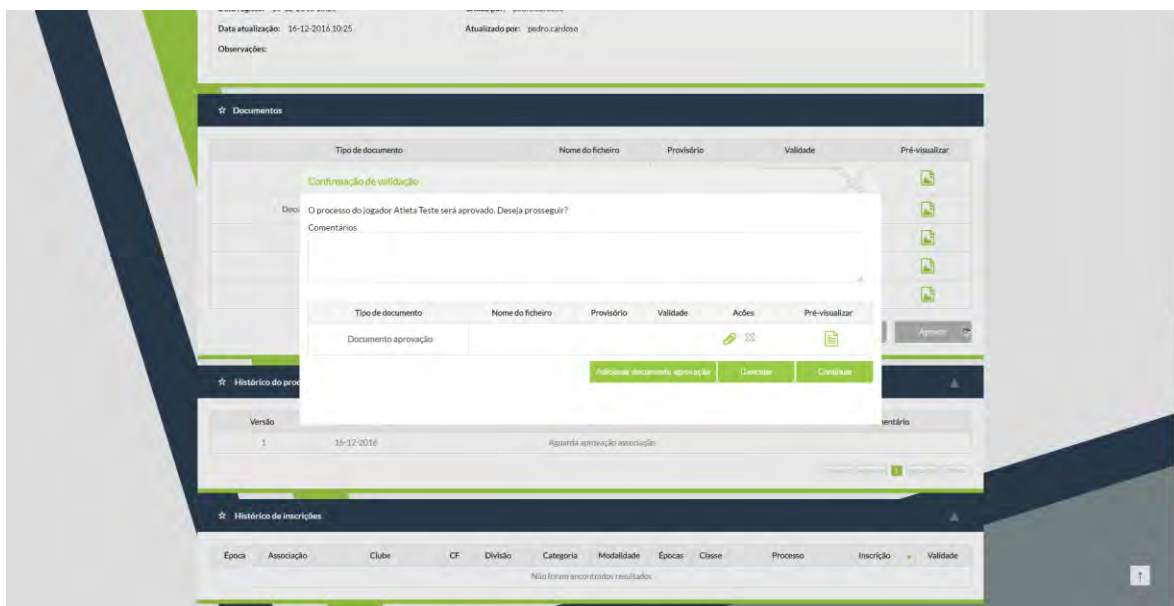 Data atualização: 16-12-2016 10:25 Atualizado por: pedro.cardoso
Observações:
Documentos
Tipo de documento Nome do ficheiro Provisório Validade Pré-visualizar
Confirmação de validação
O processo do jogador Atleta Teste será aprovado. Deseja prosseguir?
Comentários
Tipo de documento Nome do ficheiro Provisório Validade Acões Pré-visualizar
Documento aprovação
Adicionar documento aprovação Cancelar Continuar
Aprovar
Histórico do proc
Versão entário
1 16-12-2016 Aguarda aprovação associação
1
Histórico de inscrições
Época Associação Clube CF Divisão Categoria Modalidade Épocas Classe Processo Inscrição Validade
Não foram encontrados resultados